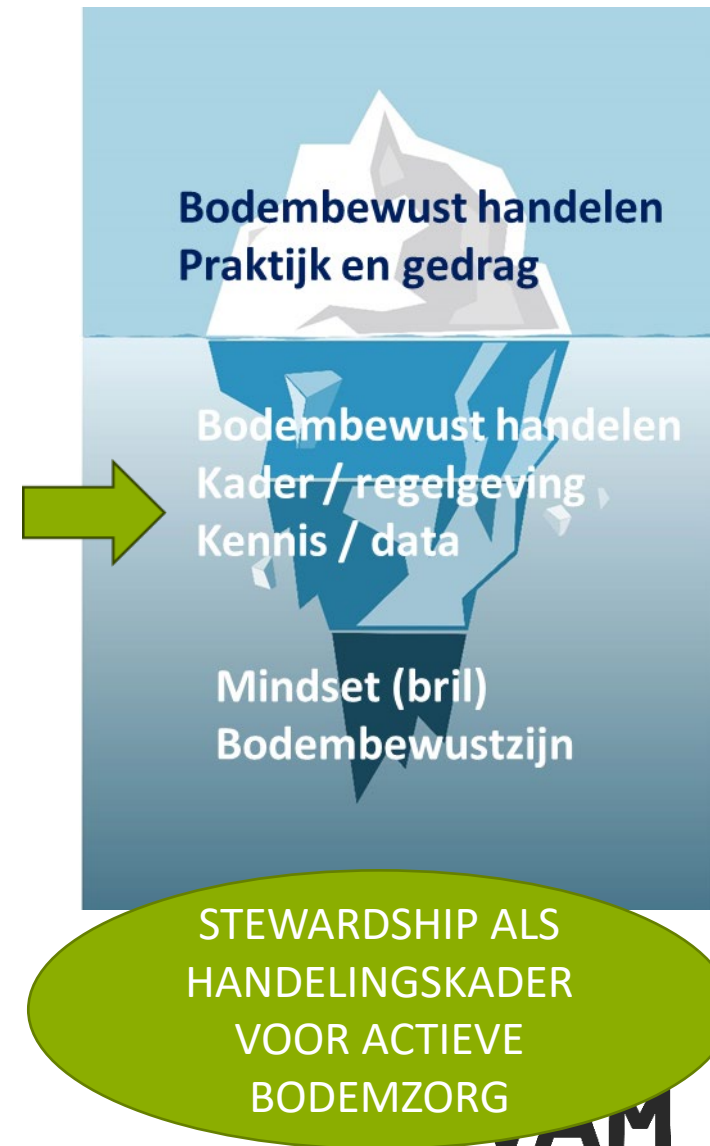 Bodembewust handelen
Praktijk en gedrag
Bodembewust handelen
Kader / regelgeving
Kennis / data
Mindset (bril)
Bodembewustzijn
STEWARDSHIP ALS
HANDELINGSKADER
VOOR ACTIEVE
BODEMZORG